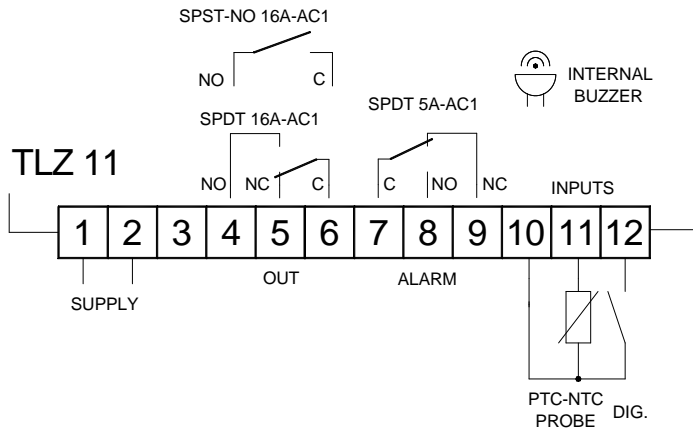 SPST-NO 16A-AC1
NO C
INTERNAL
BUZZER
SPDT 16A-AC1
SPDT 5A-AC1
TLZ 11
NO NC C
C NO NC
INPUTS
1 2 3 4 5 6 7 8 9 10 11 12
OUT
ALARM
SUPPLY
PTC-NTC
PROBE
DIG.